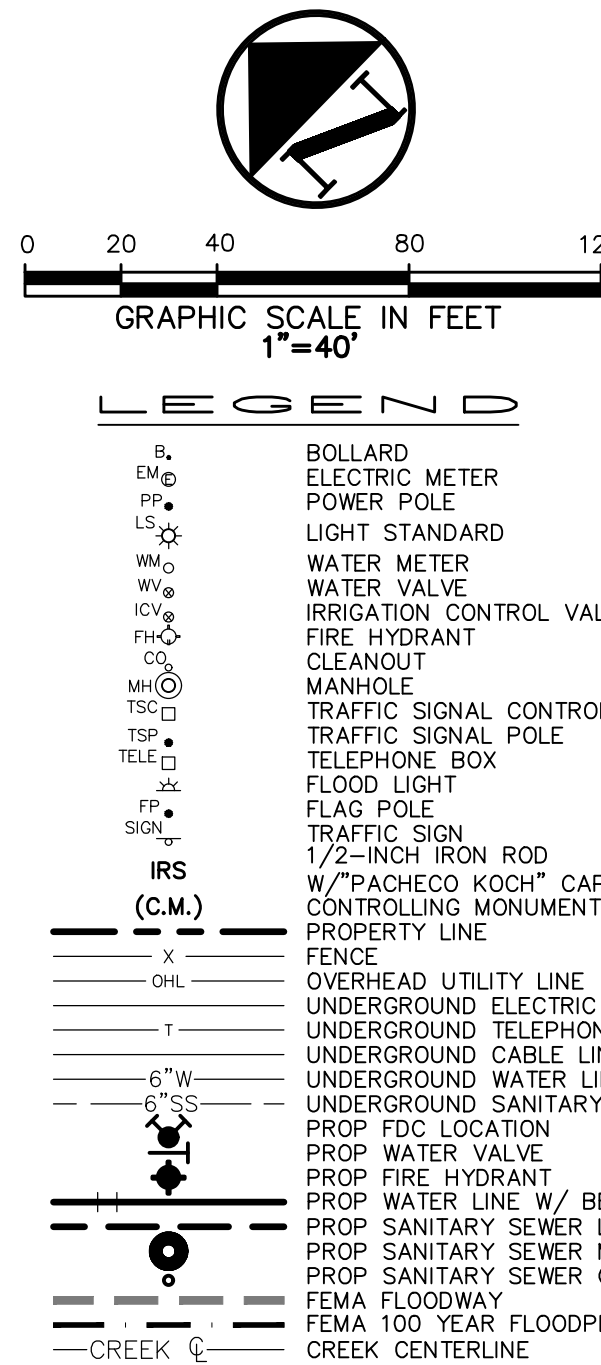 0 20 40 80 12
GRAPHIC SCALE IN FEET
1"=40'
LEGEND
B. BOLLARD
EM E ELECTRIC METER
PP POWER POLE
LS LIGHT STANDARD
WM WATER METER
WV WATER VALVE
ICV IRRIGATION CONTROL VAL
FH FIRE HYDRANT
CO CLEANOUT
MH MANHOLE
TSC TRAFFIC SIGNAL CONTROL
TSP TRAFFIC SIGNAL POLE
TELE TELEPHONE BOX
FLOOD LIGHT
FP FLAG POLE
SIGN TRAFFIC SIGN
IRS 1/2-INCH IRON ROD
W/"PACHECO KOCH" CAP
(C.M.) CONTROLLING MONUMENT
PROPERTY LINE
X FENCE
OHL OVERHEAD UTILITY LINE
UNDERGROUND ELECTRIC
T UNDERGROUND TELEPHON
UNDERGROUND CABLE LIN
6"W UNDERGROUND WATER LI
6"SS UNDERGROUND SANITARY
PROP FDC LOCATION
PROP WATER VALVE
PROP FIRE HYDRANT
PROP WATER LINE W/ BE
PROP SANITARY SEWER L
PROP SANITARY SEWER M
PROP SANITARY SEWER C
FEMA FLOODWAY
FEMA 100 YEAR FLOODP
CREEK ℄ CREEK CENTERLINE